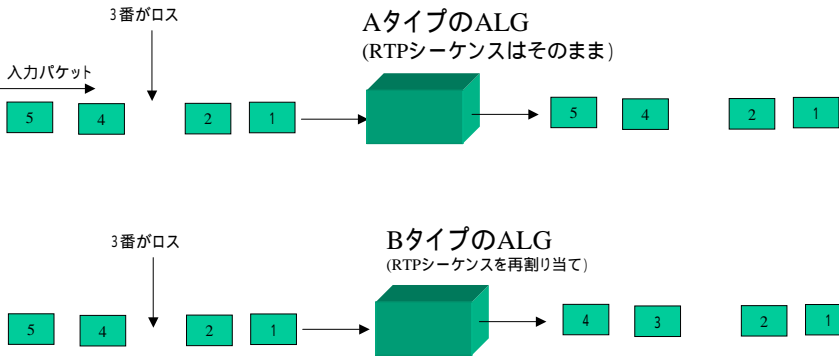 3番がロス
AタイプのALG
(RTPシーケンスはそのまま)
入力パケット
5 4 2 1 5 4 2 1
3番がロス
BタイプのALG
(RTPシーケンスを再割り当て)
5 4 2 1 4 3 2 1